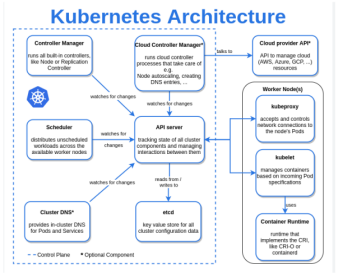 Kubernetes Architecture
Controller Manager
runs all built-in controllers,
like Node or Replication
Controller
Cloud Controller Manager*
runs cloud controller
processes that take care of
e.g.
Node autoscaling, creating
DNS entries, ...
talks to
Cloud provider API*
API to manage cloud
(AWS, Azure, GCP, ...)
resources
watches for changes
watches for changes
Worker Node(s)
kubeproxy
accepts and controls
network connections to
the node's Pods
Scheduler
distributes unscheduled
workloads across the
available worker nodes
watches for
changes
API server
tracking state of all cluster
components and managing
interactions between them
kubelet
manages containers
based on incoming Pod
specifications
watches for changes
reads from /
writes to
uses
Cluster DNS*
provides in-cluster DNS
for Pods and Services
etcd
key value store for all
cluster configuration data
Container Runtime
runtime that
implements the CRI,
like CRI-O or
containerd
Control Plane
* Optional Component